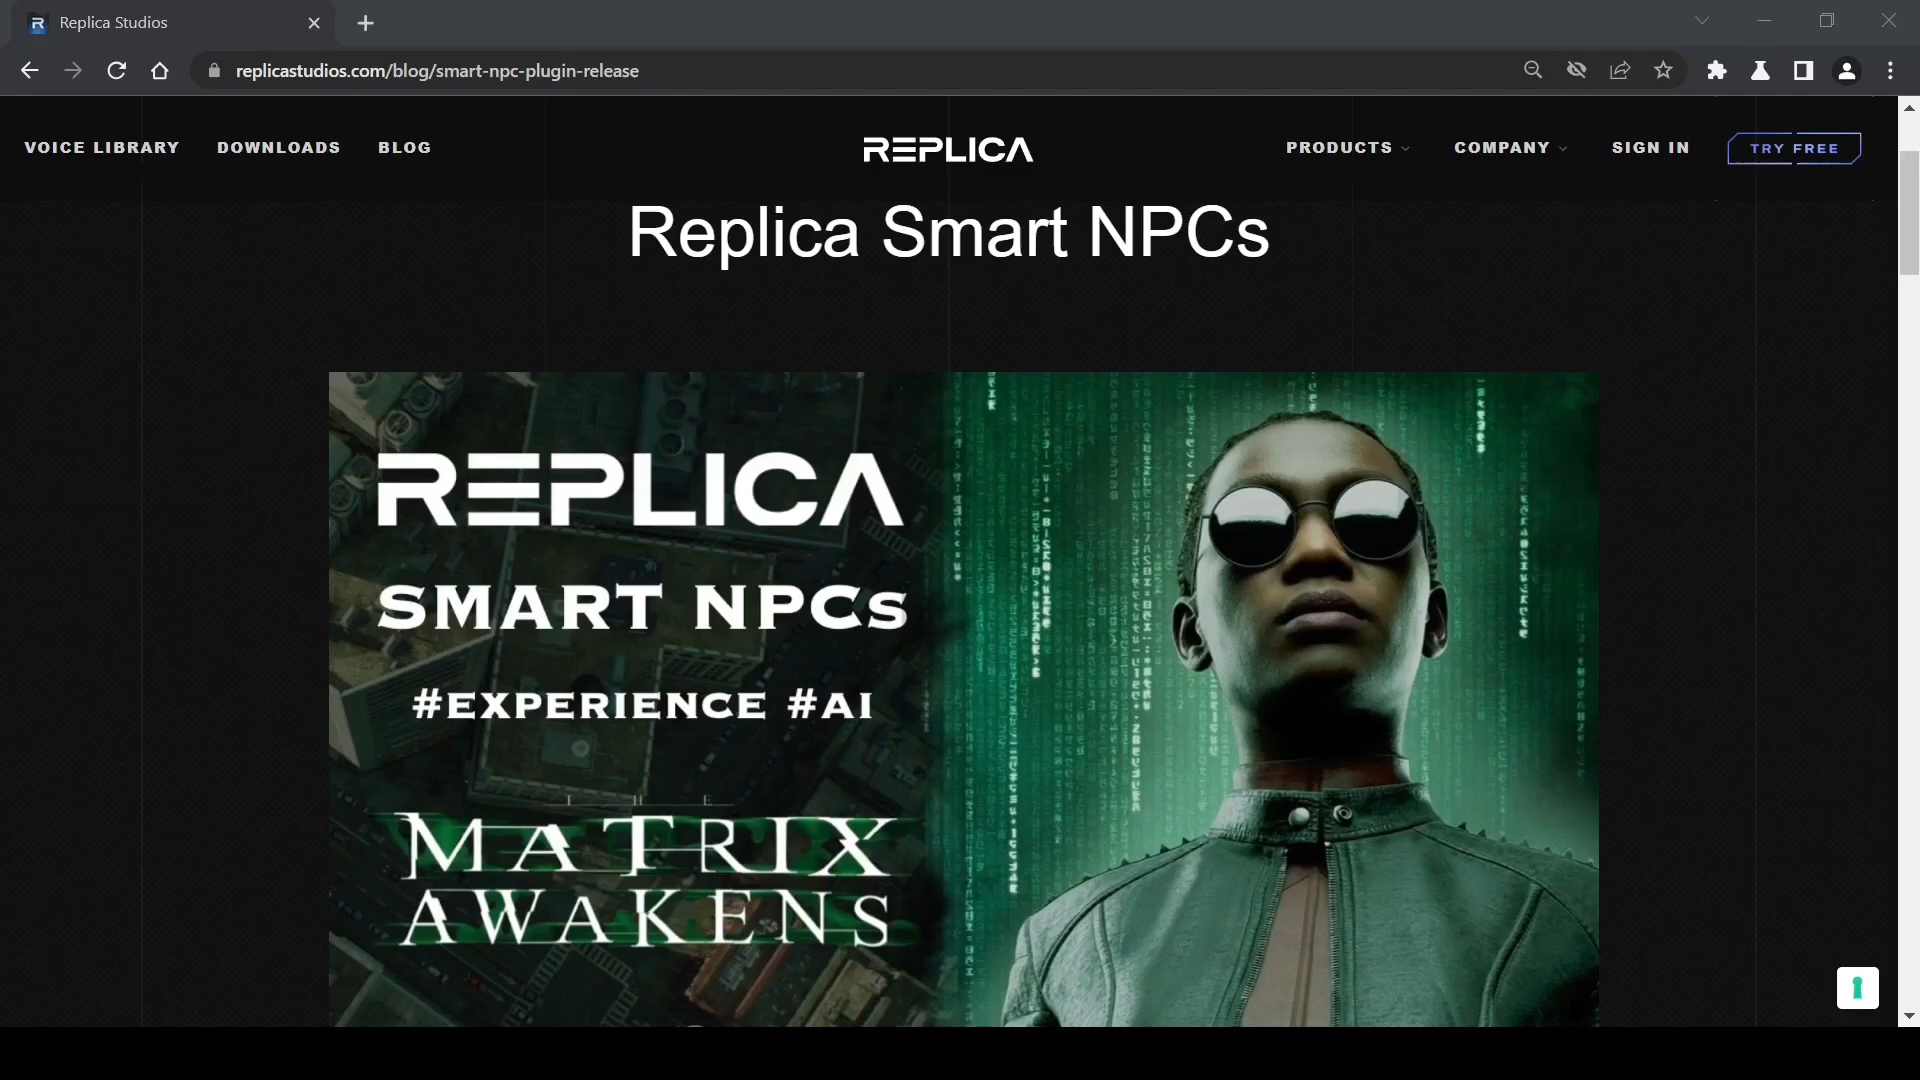 Replica Studios
replicastudios.com/blog/smart-npc-plugin-release
VOICE LIBRARY
DOWNLOADS
BLOG
REPLICA
PRODUCTS
COMPANY
SIGN IN
TRY FREE
Replica Smart NPCs
REPLICA
SMART NPCs
#EXPERIENCE #AI
THE
MATRIX
AWAKENS